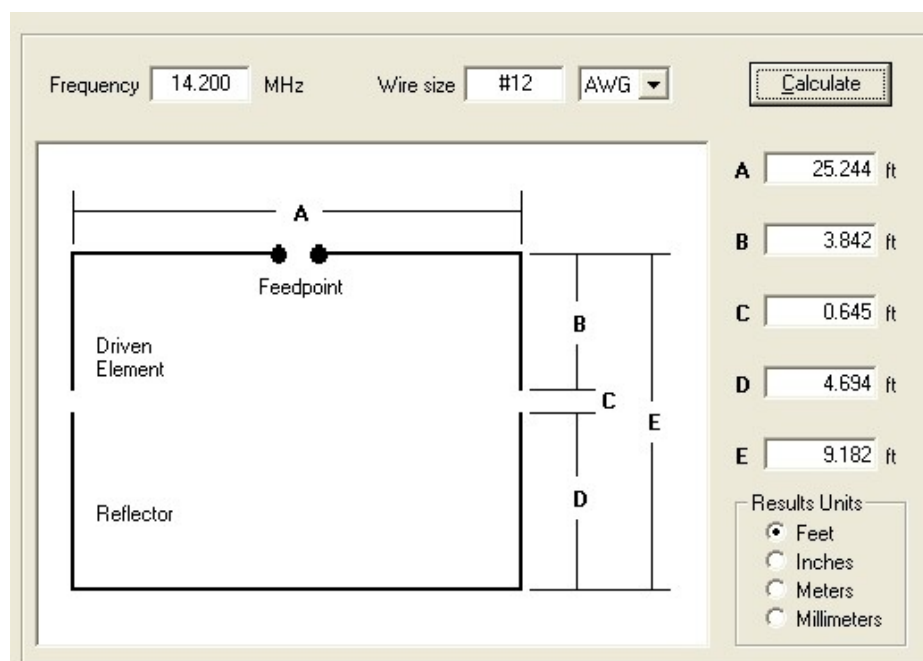 Frequency 14.200 MHz Wire size #12 AWG Calculate
A
Feedpoint
Driven
Element
Reflector
B
C
E
D
A 25.244 ft
B 3.842 ft
C 0.645 ft
D 4.694 ft
E 9.182 ft
Results Units
Feet
Inches
Meters
Millimeters